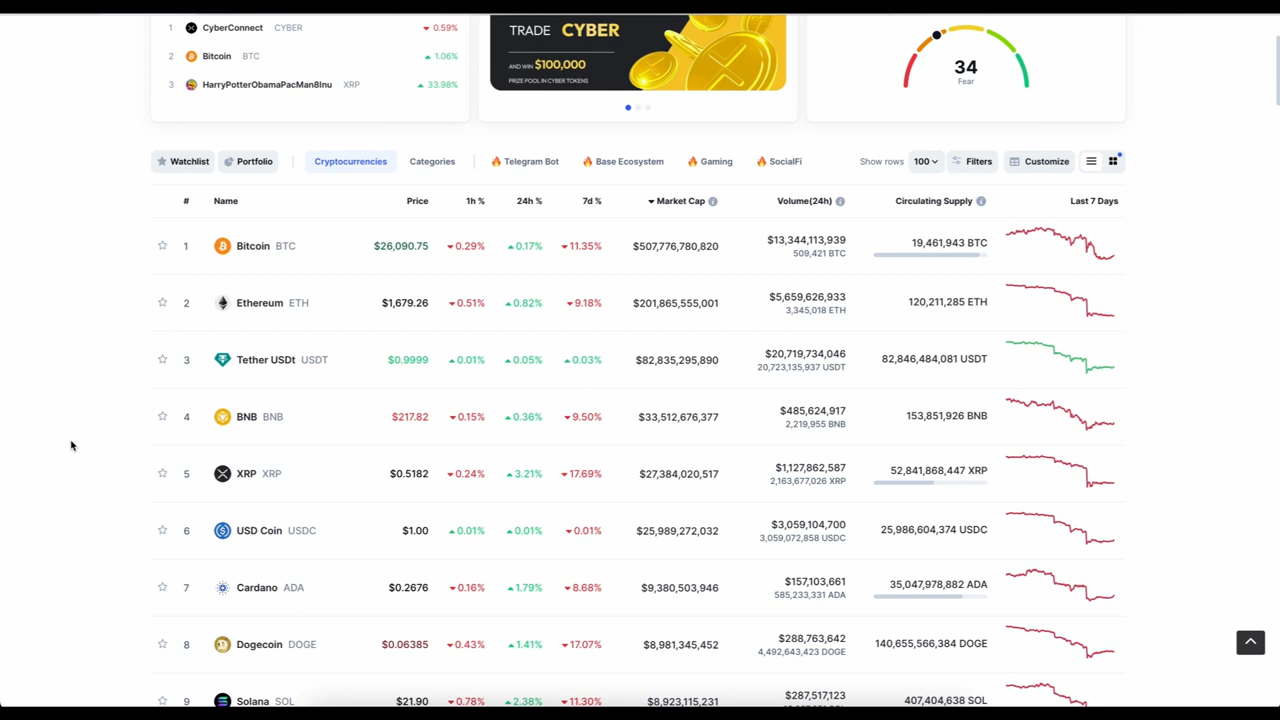 1 CyberConnect CYBER 0.59%
2 Bitcoin BTC 1.06%
3 HarryPotterObamaPacMan8Inu XRP 33.98%
TRADE CYBER
AND WIN $100,000
PRIZE POOL IN CYBER TOKENS
34
Fear
Watchlist Portfolio Cryptocurrencies Categories Telegram Bot Base Ecosystem Gaming SocialFi Show rows 100 Filters Customize
# Name Price 1h % 24h % 7d % Market Cap Volume(24h) Circulating Supply Last 7 Days
1 Bitcoin BTC $26,090.75 0.29% 0.17% 11.35% $507,776,780,820 $13,344,113,939 19,461,943 BTC
509,421 BTC
2 Ethereum ETH $1,679.26 0.51% 0.82% 9.18% $201,865,555,001 $5,659,626,933 120,211,285 ETH
3,345,018 ETH
3 Tether USDt USDT $0.9999 0.01% 0.05% 0.03% $82,835,295,890 $20,719,734,046 82,846,484,081 USDT
20,723,135,937 USDT
4 BNB BNB $217.82 0.15% 0.36% 9.50% $33,512,676,377 $485,624,917 153,851,926 BNB
2,219,955 BNB
5 XRP XRP $0.5182 0.24% 3.21% 17.69% $27,384,020,517 $1,127,862,587 52,841,868,447 XRP
2,163,677,026 XRP
6 USD Coin USDC $1.00 0.01% 0.01% 0.01% $25,989,272,032 $3,059,104,700 25,986,604,374 USDC
3,059,072,858 USDC
7 Cardano ADA $0.2676 0.16% 1.79% 8.68% $9,380,503,946 $157,103,661 35,047,978,882 ADA
585,233,331 ADA
8 Dogecoin DOGE $0.06385 0.43% 1.41% 17.07% $8,981,345,452 $288,763,642 140,655,566,384 DOGE
4,492,643,423 DOGE
9 Solana SOL $21.90 0.78% 2.38% 11.30% $8,923,115,231 $287,517,123 407,404,638 SOL